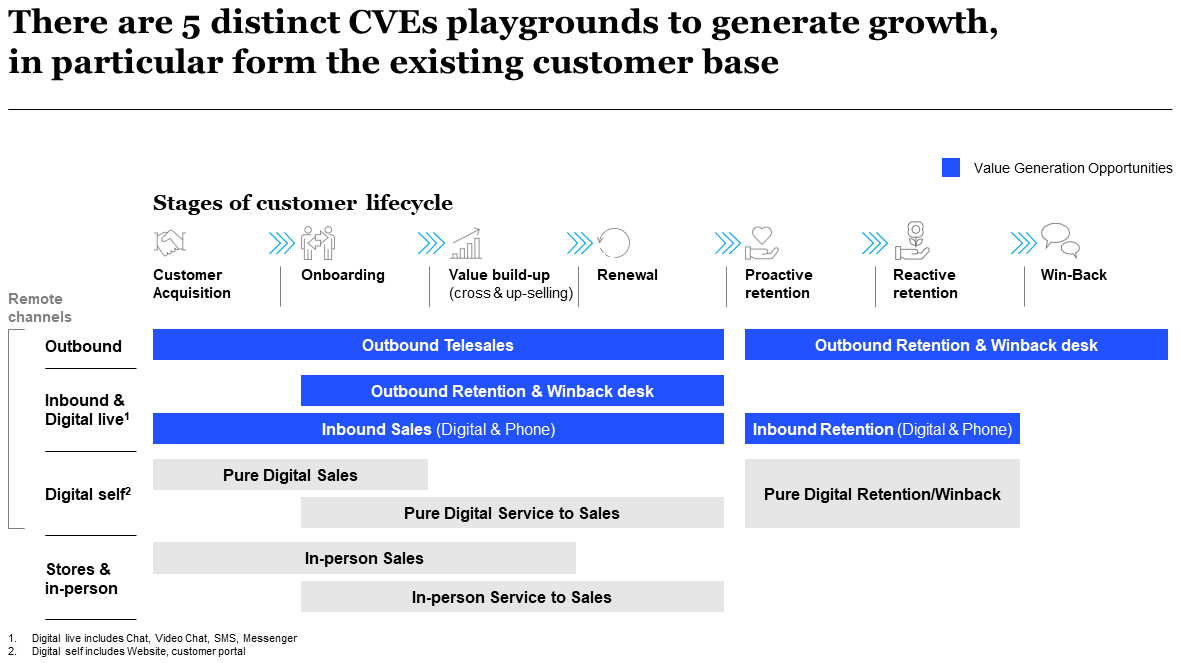 There are 5 distinct CVEs playgrounds to generate growth,
in particular form the existing customer base
Value Generation Opportunities
Stages of customer lifecycle
Customer
Acquisition
Onboarding
Value build-up
(cross & up-selling)
Renewal
Proactive
retention
Reactive
retention
Win-Back
Remote
channels
Outbound
Outbound Telesales
Outbound Retention & Winback desk
Inbound &
Digital live1
Outbound Retention & Winback desk
Inbound Sales (Digital & Phone)
Inbound Retention (Digital & Phone)
Digital self2
Pure Digital Sales
Pure Digital Service to Sales
Pure Digital Retention/Winback
Stores &
in-person
In-person Sales
In-person Service to Sales
1. Digital live includes Chat, Video Chat, SMS, Messenger
2. Digital self includes Website, customer portal